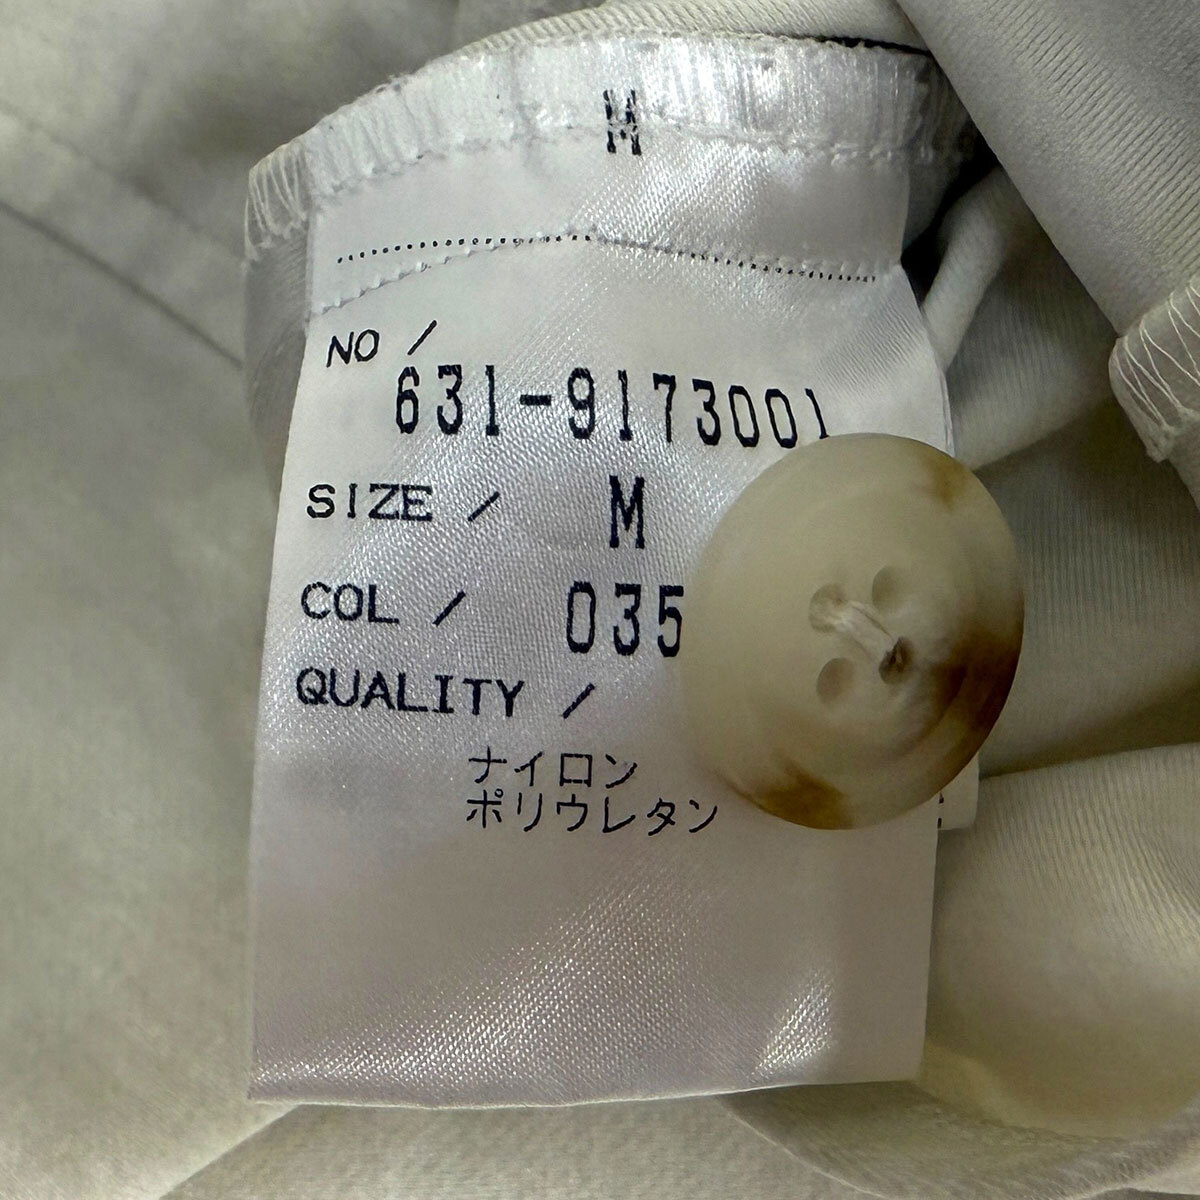 M
NO /
631-9173001
SIZE / M
COL / 035
QUALITY /
ナイロン
ポリウレタン